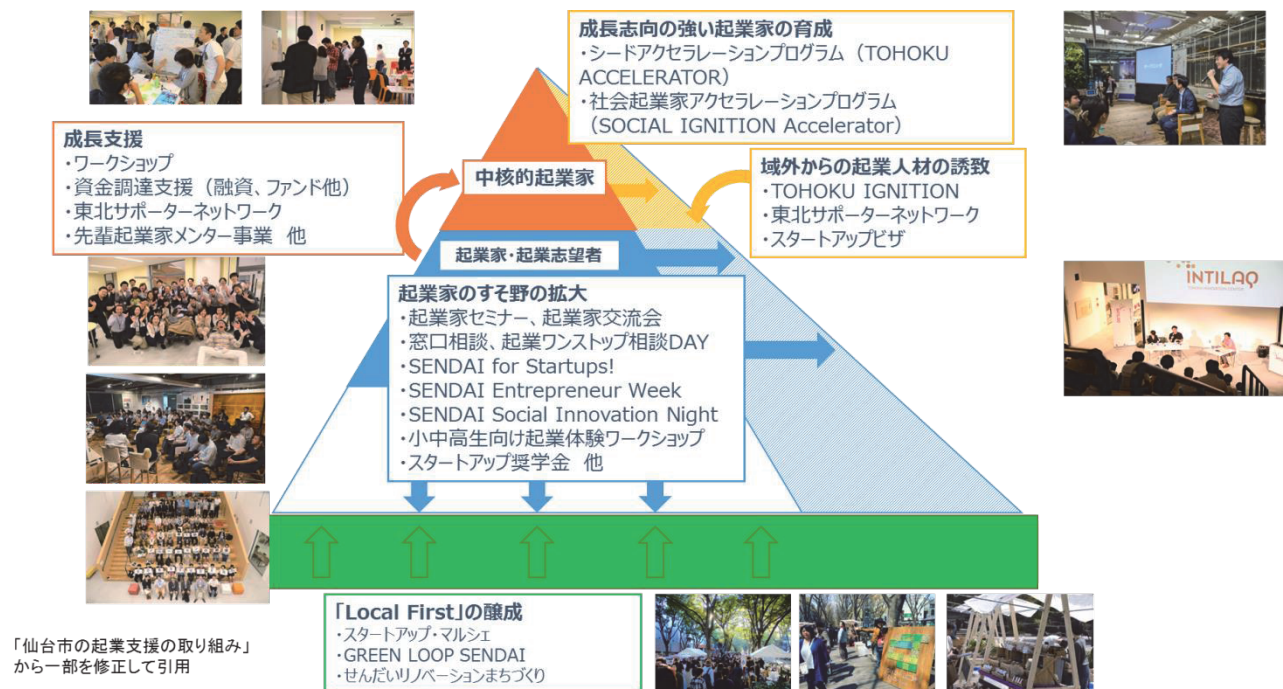 成長志向の強い起業家の育成
・シードアクセラレーションプログラム（TOHOKU
ACCELERATOR）
・社会起業家アクセラレーションプログラム
（SOCIAL IGNITION Accelerator）
成長支援
・ワークショップ
・資金調達支援（融資、ファンド他）
・東北サポーターネットワーク
・先輩起業家メンター事業 他
中核的起業家
域外からの起業人材の誘致
・TOHOKU IGNITION
・東北サポーターネットワーク
・スタートアップビザ
起業家・起業志望者
起業家のすそ野の拡大
・起業家セミナー、起業家交流会
・窓口相談、起業ワンストップ相談DAY
・SENDAI for Startups!
・SENDAI Entrepreneur Week
・SENDAI Social Innovation Night
・小中高生向け起業体験ワークショップ
・スタートアップ奨学金 他
INTILAQ
「Local First」の醸成
・スタートアップ・マルシェ
・GREEN LOOP SENDAI
・せんだいリノベーションまちづくり
「仙台市の起業支援の取り組み」
から一部を修正して引用